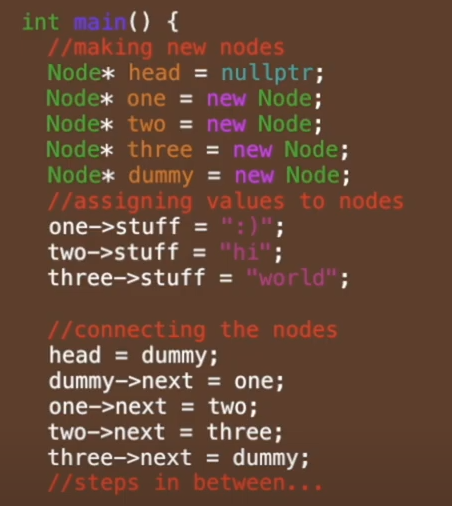 int main() {
//making new nodes
Node* head = nullptr;
Node* one = new Node;
Node* two = new Node;
Node* three = new Node;
Node* dummy = new Node;
//assigning values to nodes
one->stuff = ":)";
two->stuff = "hi";
three->stuff = "world";
//connecting the nodes
head = dummy;
dummy->next = one;
one->next = two;
two->next = three;
three->next = dummy;
//steps in between...